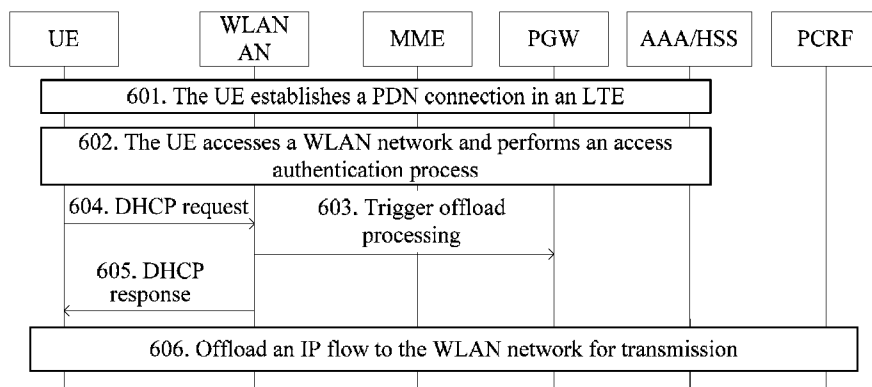 UE
WLAN
AN
MME
PGW
AAA/HSS
PCRF
601. The UE establishes a PDN connection in an LTE
602. The UE accesses a WLAN network and performs an access
authentication process
604. DHCP request
603. Trigger offload
processing
605. DHCP
response
606. Offload an IP flow to the WLAN network for transmission